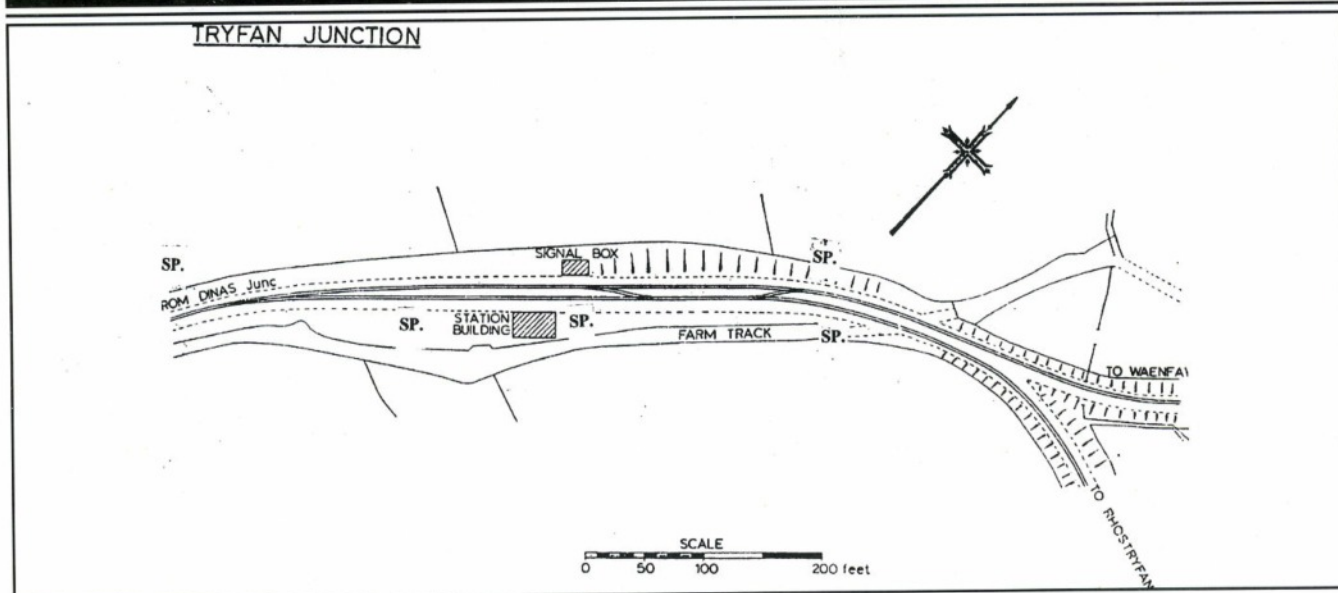 TRYFAN JUNCTION
SIGNAL BOX
SP.
SP.
ROM DINAS Junc
SP.
STATION
BUILDING
SP.
FARM TRACK
SP.
TO WAENFA
TO RHOSTRYFAN
SCALE
0 50 100 200 feet